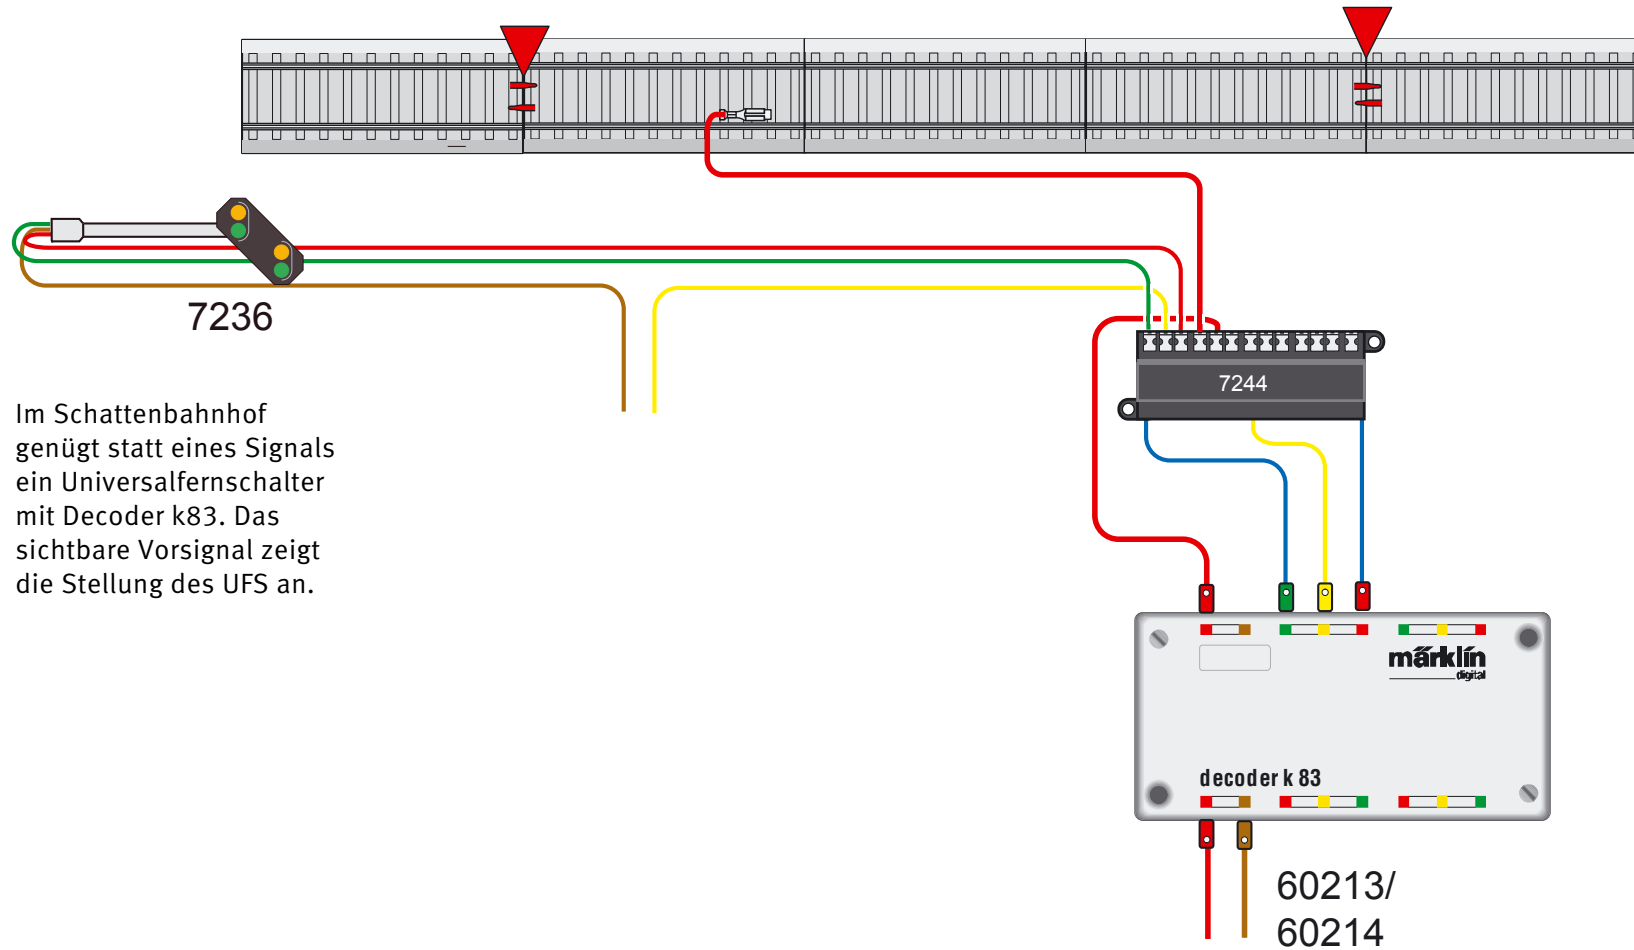 7236
7244
Im Schattenbahnhof
genügt statt eines Signals
ein Universalfernschalter
mit Decoder k83. Das
sichtbare Vorsignal zeigt
die Stellung des UFS an.
märklin
digital
decoder k 83
60213/
60214